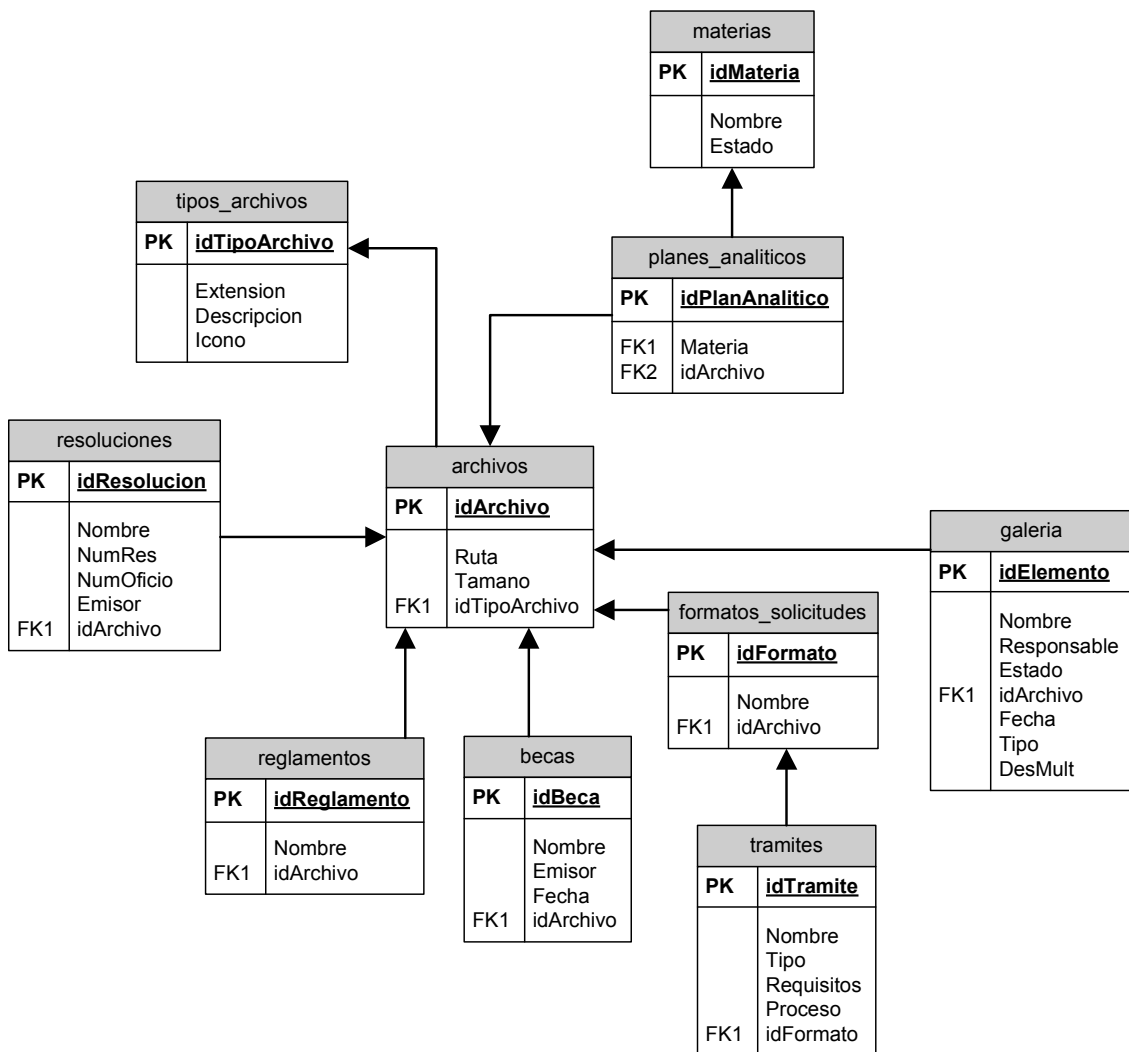 materias
PK idMateria
Nombre
Estado
tipos_archivos
PK idTipoArchivo
Extension
Descripcion
Icono
planes_analiticos
PK idPlanAnalitico
FK1 Materia
FK2 idArchivo
resoluciones
PK idResolucion
Nombre
NumRes
NumOficio
Emisor
FK1 idArchivo
archivos
PK idArchivo
Ruta
Tamano
FK1 idTipoArchivo
galeria
PK idElemento
Nombre
Responsable
Estado
FK1 idArchivo
Fecha
Tipo
DesMult
formatos_solicitudes
PK idFormato
Nombre
FK1 idArchivo
reglamentos
PK idReglamento
Nombre
FK1 idArchivo
becas
PK idBeca
Nombre
Emisor
Fecha
FK1 idArchivo
tramites
PK idTramite
Nombre
Tipo
Requisitos
Proceso
FK1 idFormato